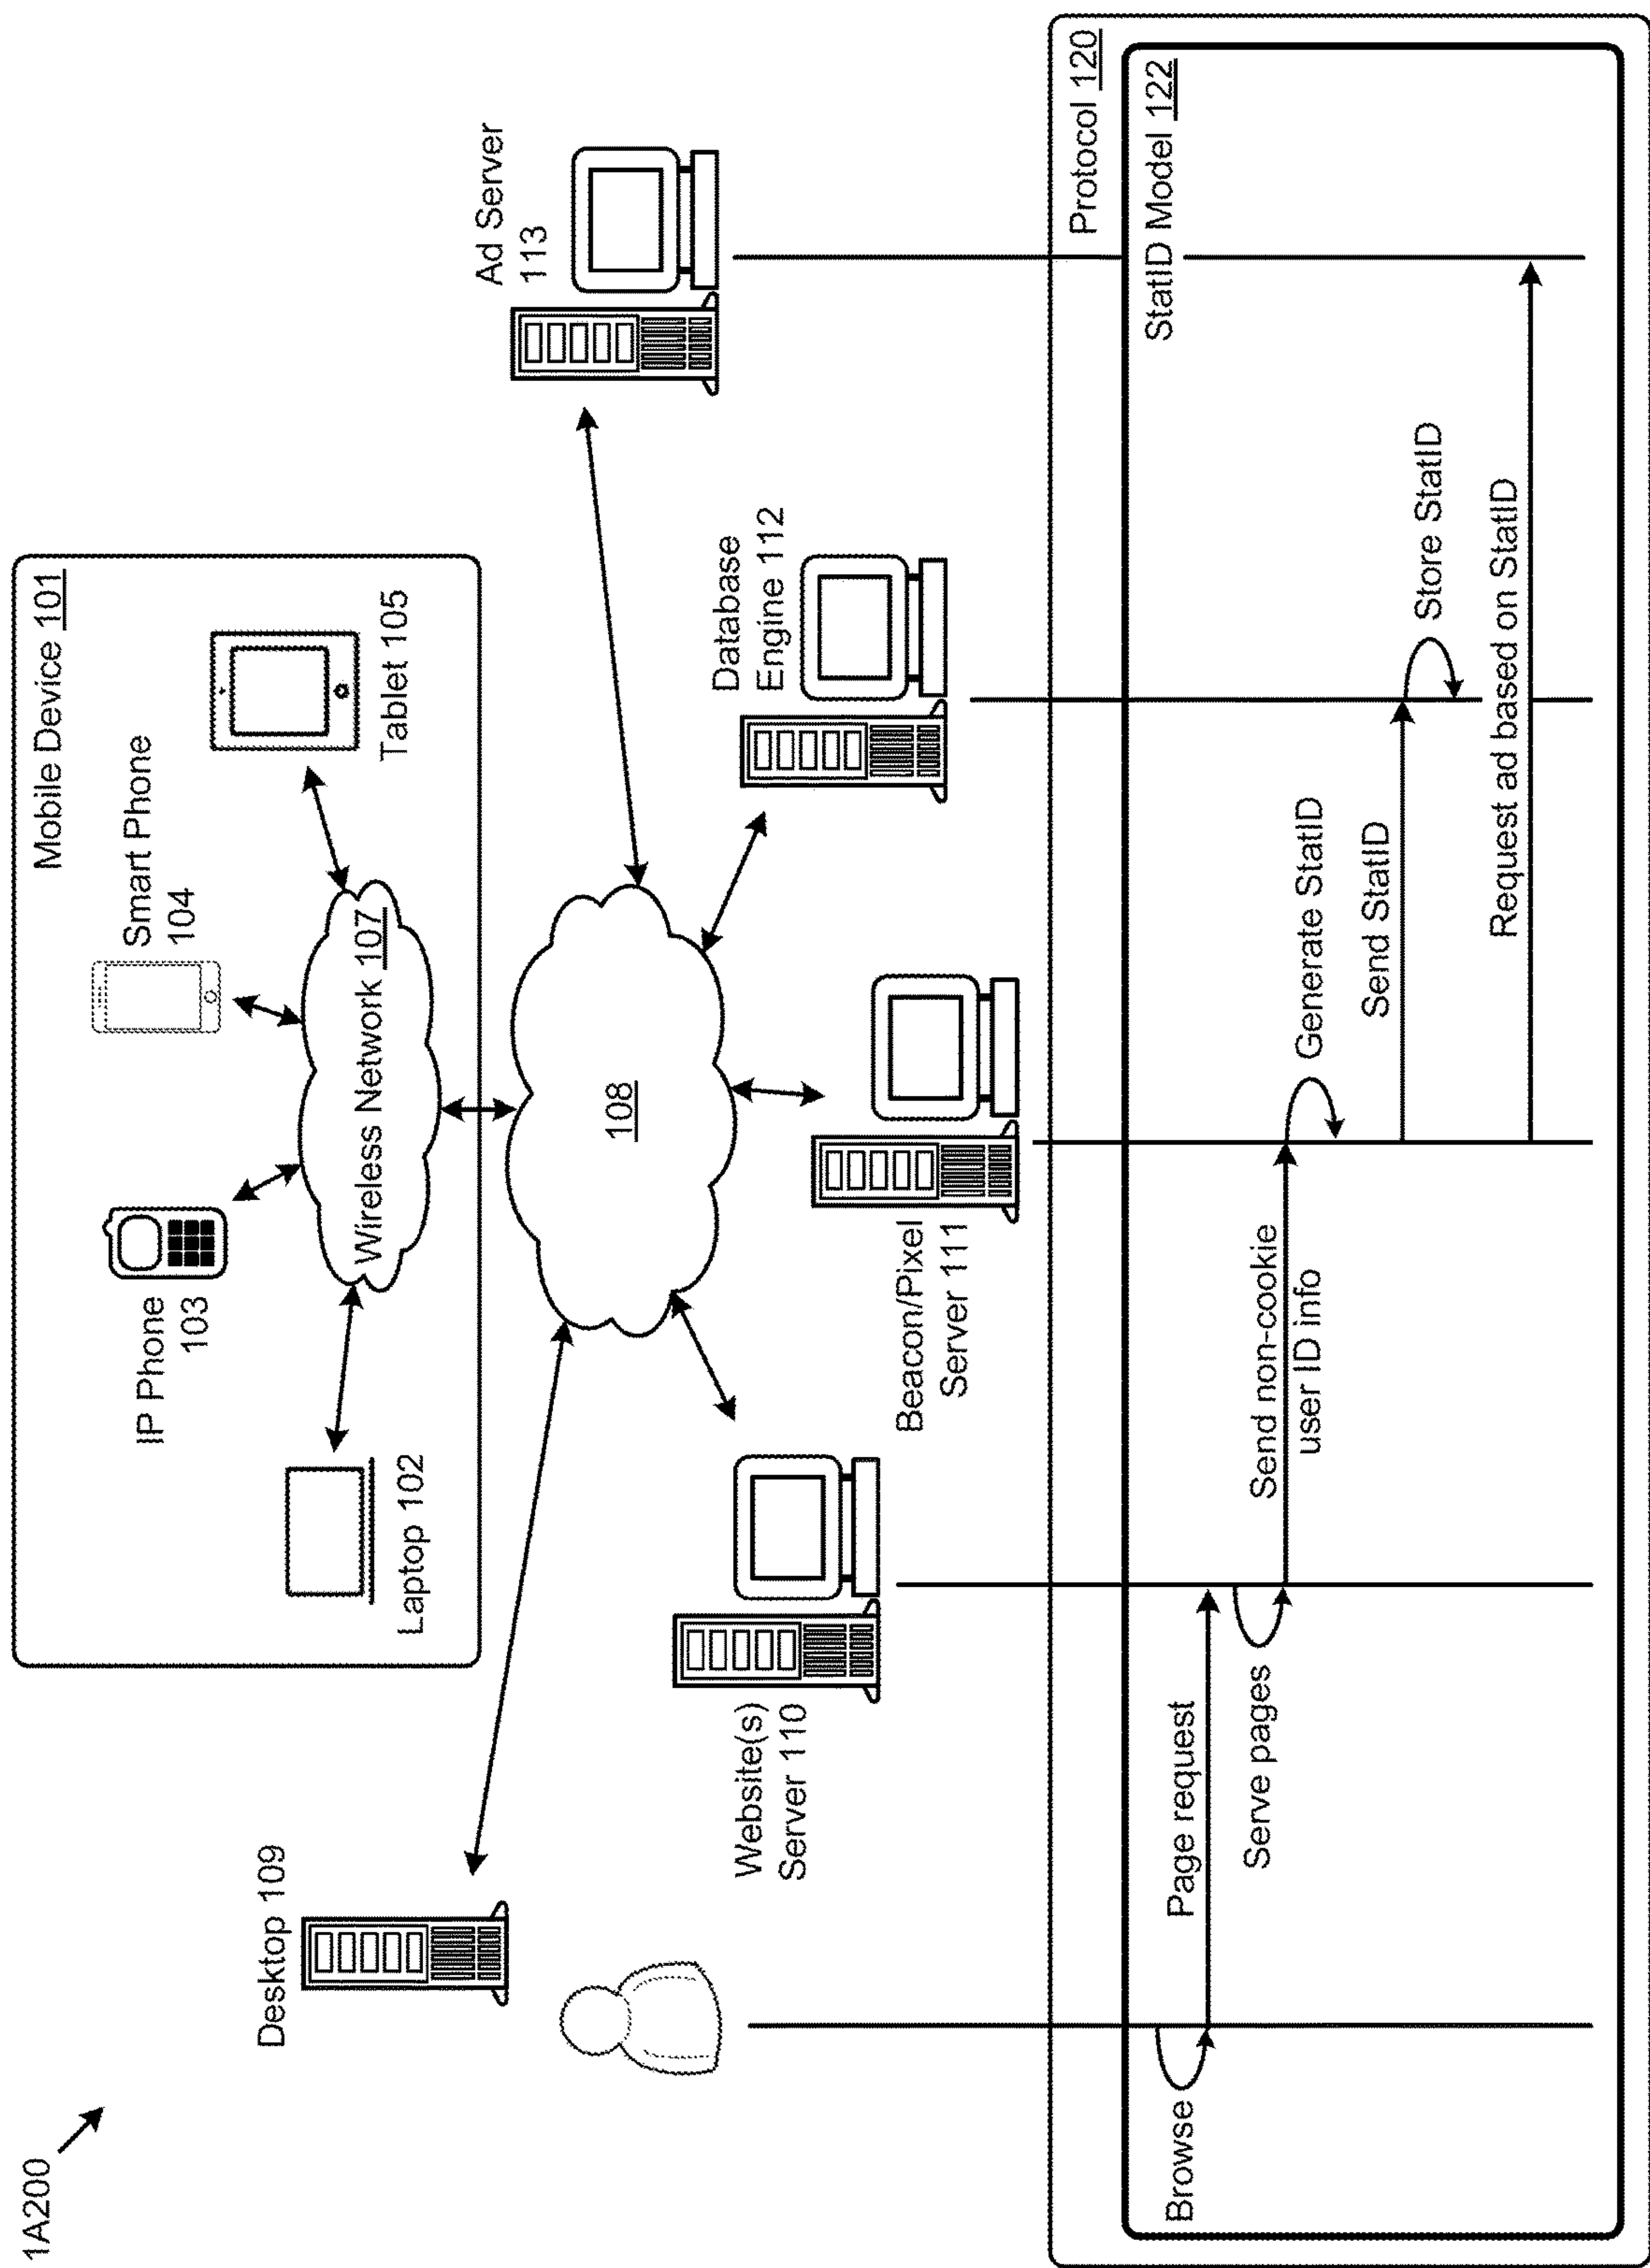 1A200
Mobile Device 101
IP Phone
103
Smart Phone
104
Laptop 102
Wireless Network 107
Tablet 105
Desktop 109
108
Ad Server
113
Website(s)
Server 110
Beacon/Pixel
Server 111
Database
Engine 112
Protocol 120
StatID Model 122
Browse
Page request
Serve pages
Send non-cookie
user ID info
Generate StatID
Send StatID
Store StatID
Request ad based on StatID